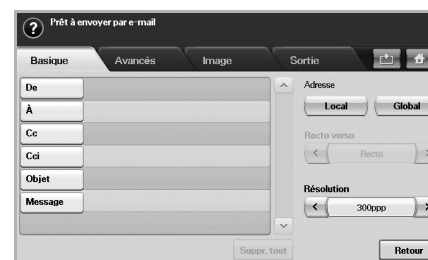 Prêt à envoyer par e-mail
Basique Avancés Image Sortie
De
À
Cc
Cci
Objet
Message
Adresse
Local Global
Recto verso
Recto
Résolution
300ppp
Suppr. tout
Retour